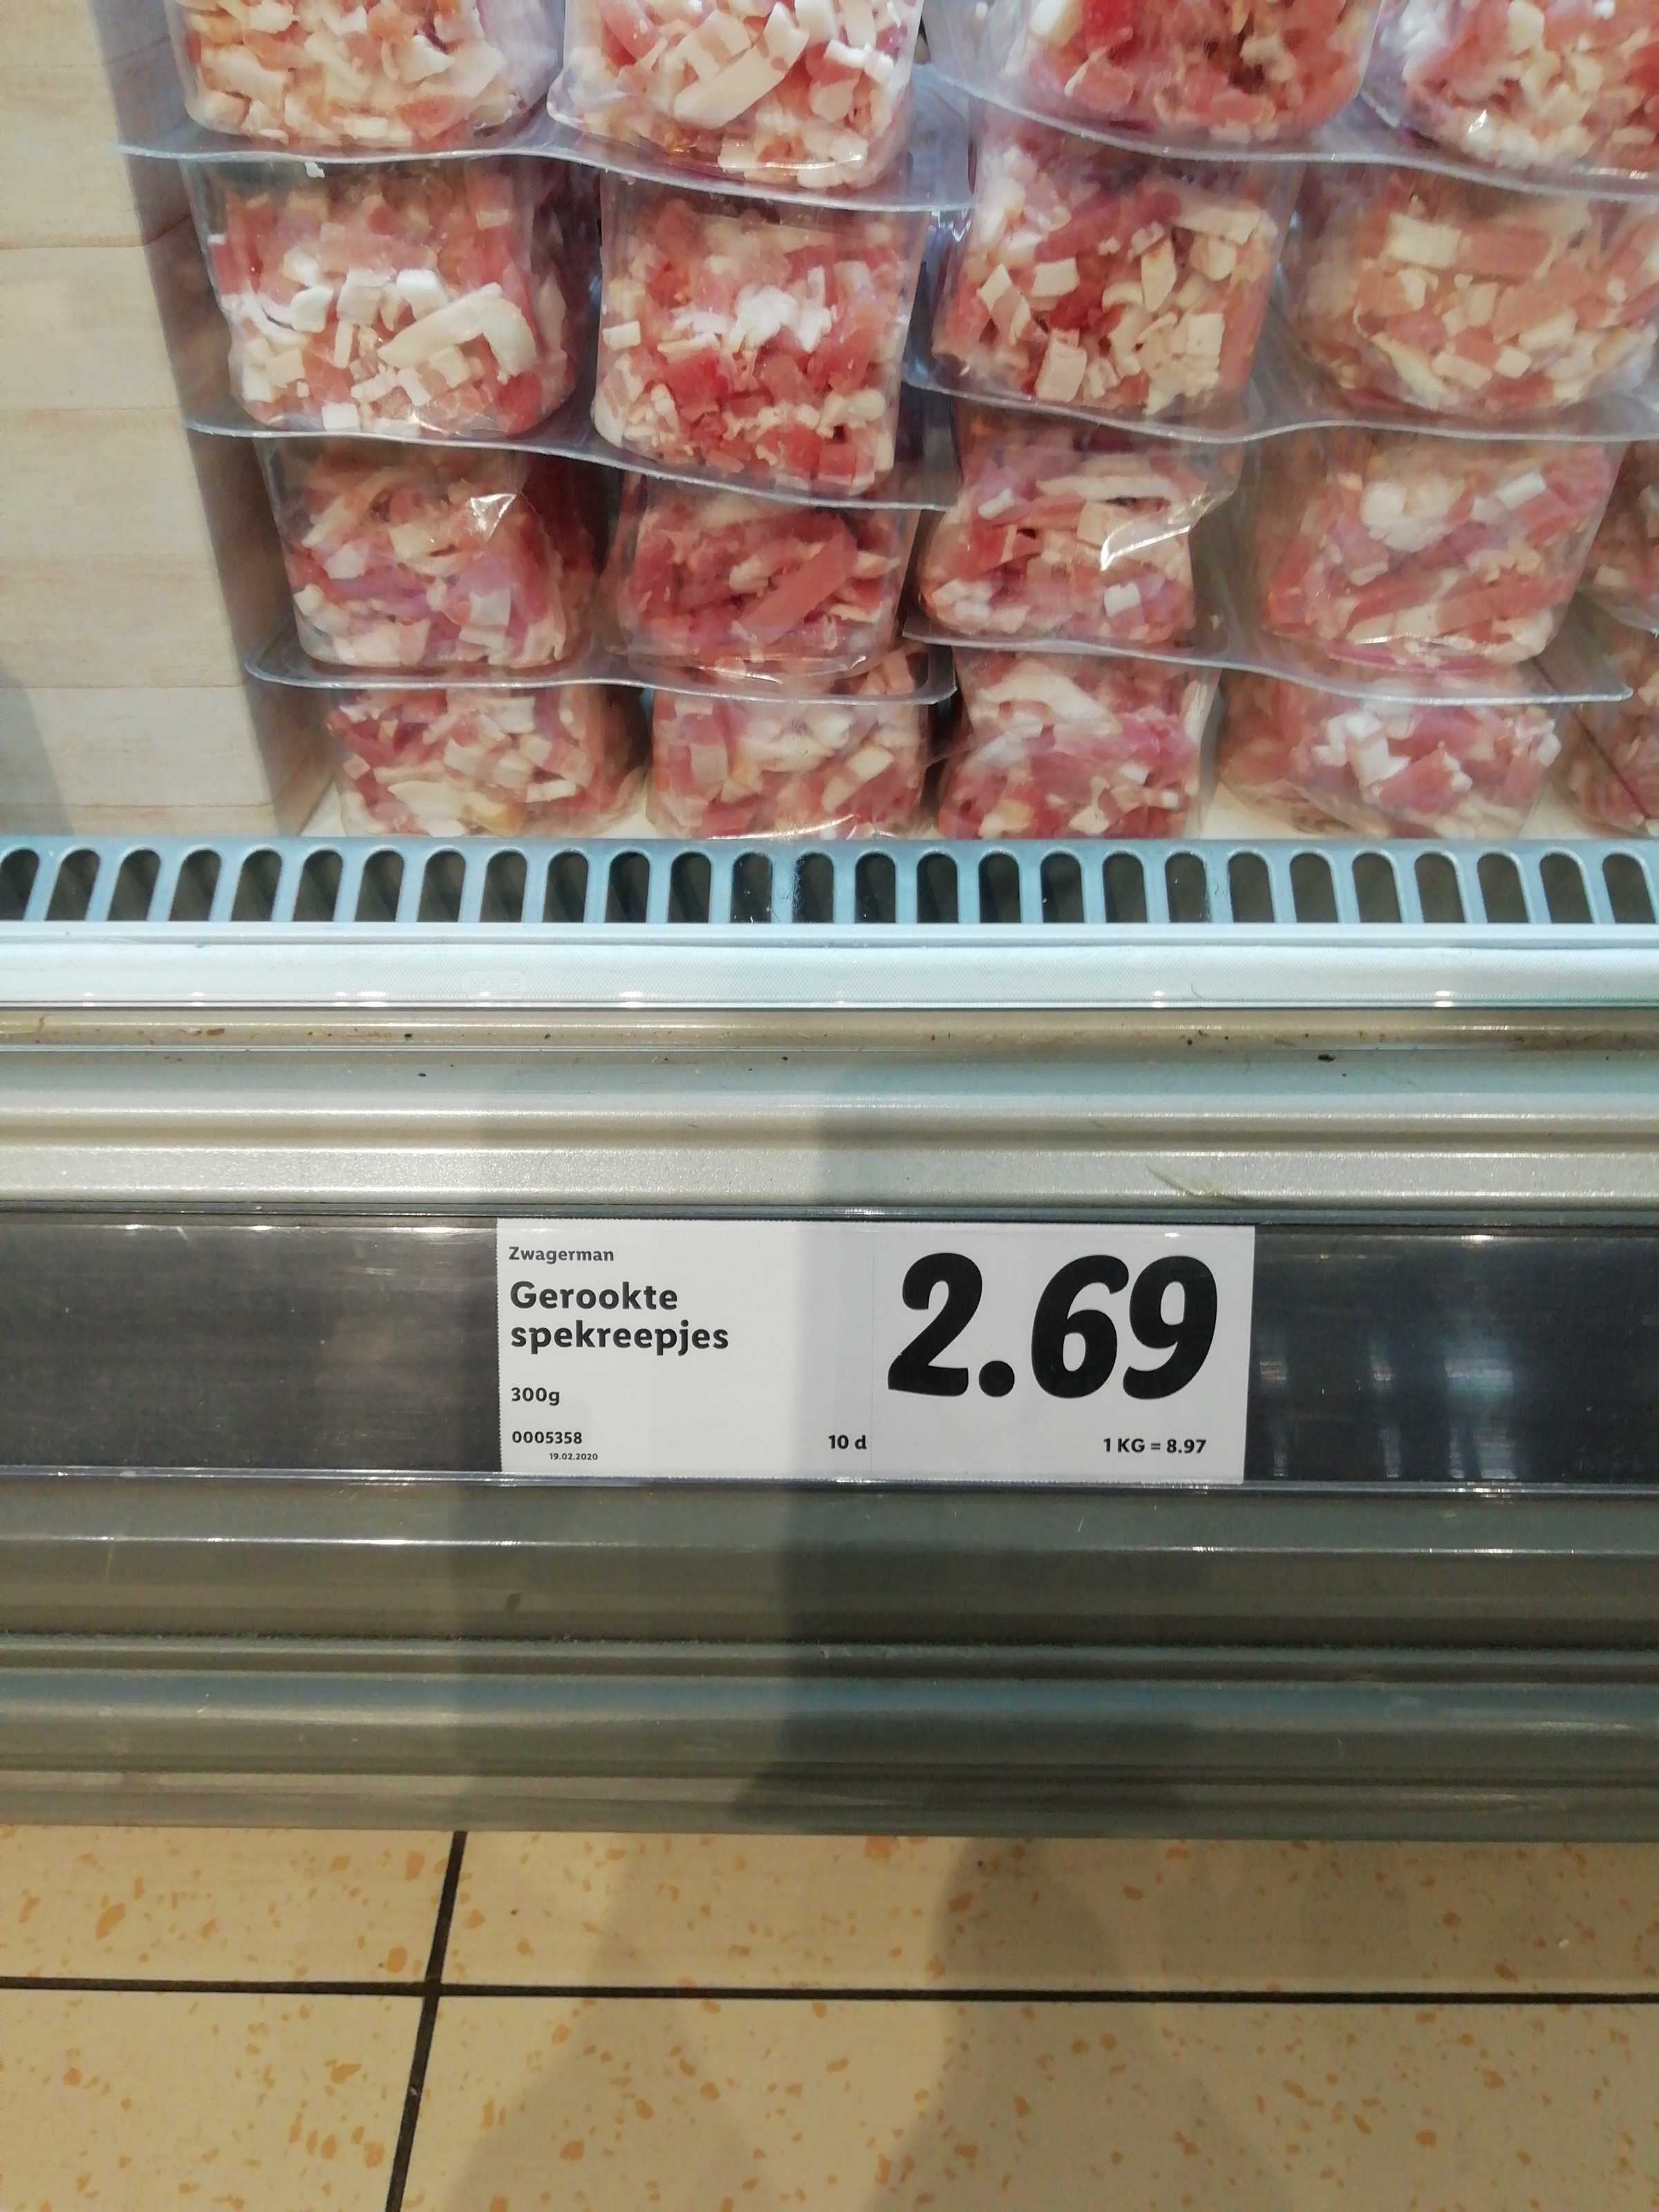 Zwagerman
Gerookte
spekreepjes
300g
0005358
19.02.2020
10 d
2.69
1 KG = 8.97